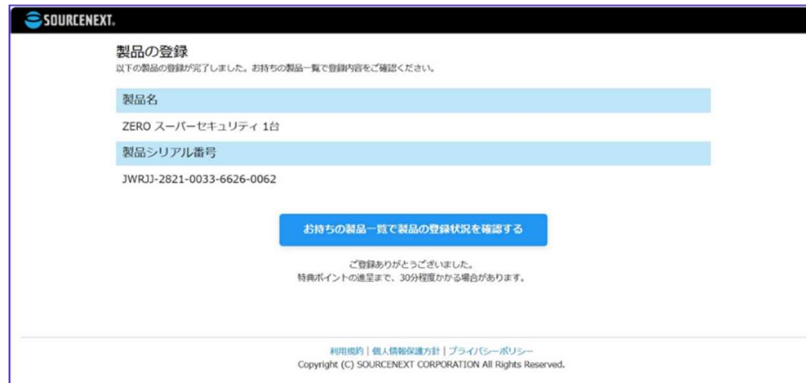 SOURCENEXT.
製品の登録
以下の製品の登録が完了しました。お持ちの製品一覧で登録内容をご確認ください。
製品名
ZERO スーパーセキュリティ 1台
製品シリアル番号
JWRJJ-2821-0033-6626-0062
お持ちの製品一覧で製品の登録状況を確認する
ご登録ありがとうございました。
特典ポイントの進呈まで、30分程度かかる場合があります。
利用規約 | 個人情報保護方針 | プライバシーポリシー
Copyright (C) SOURCENEXT CORPORATION All Rights Reserved.